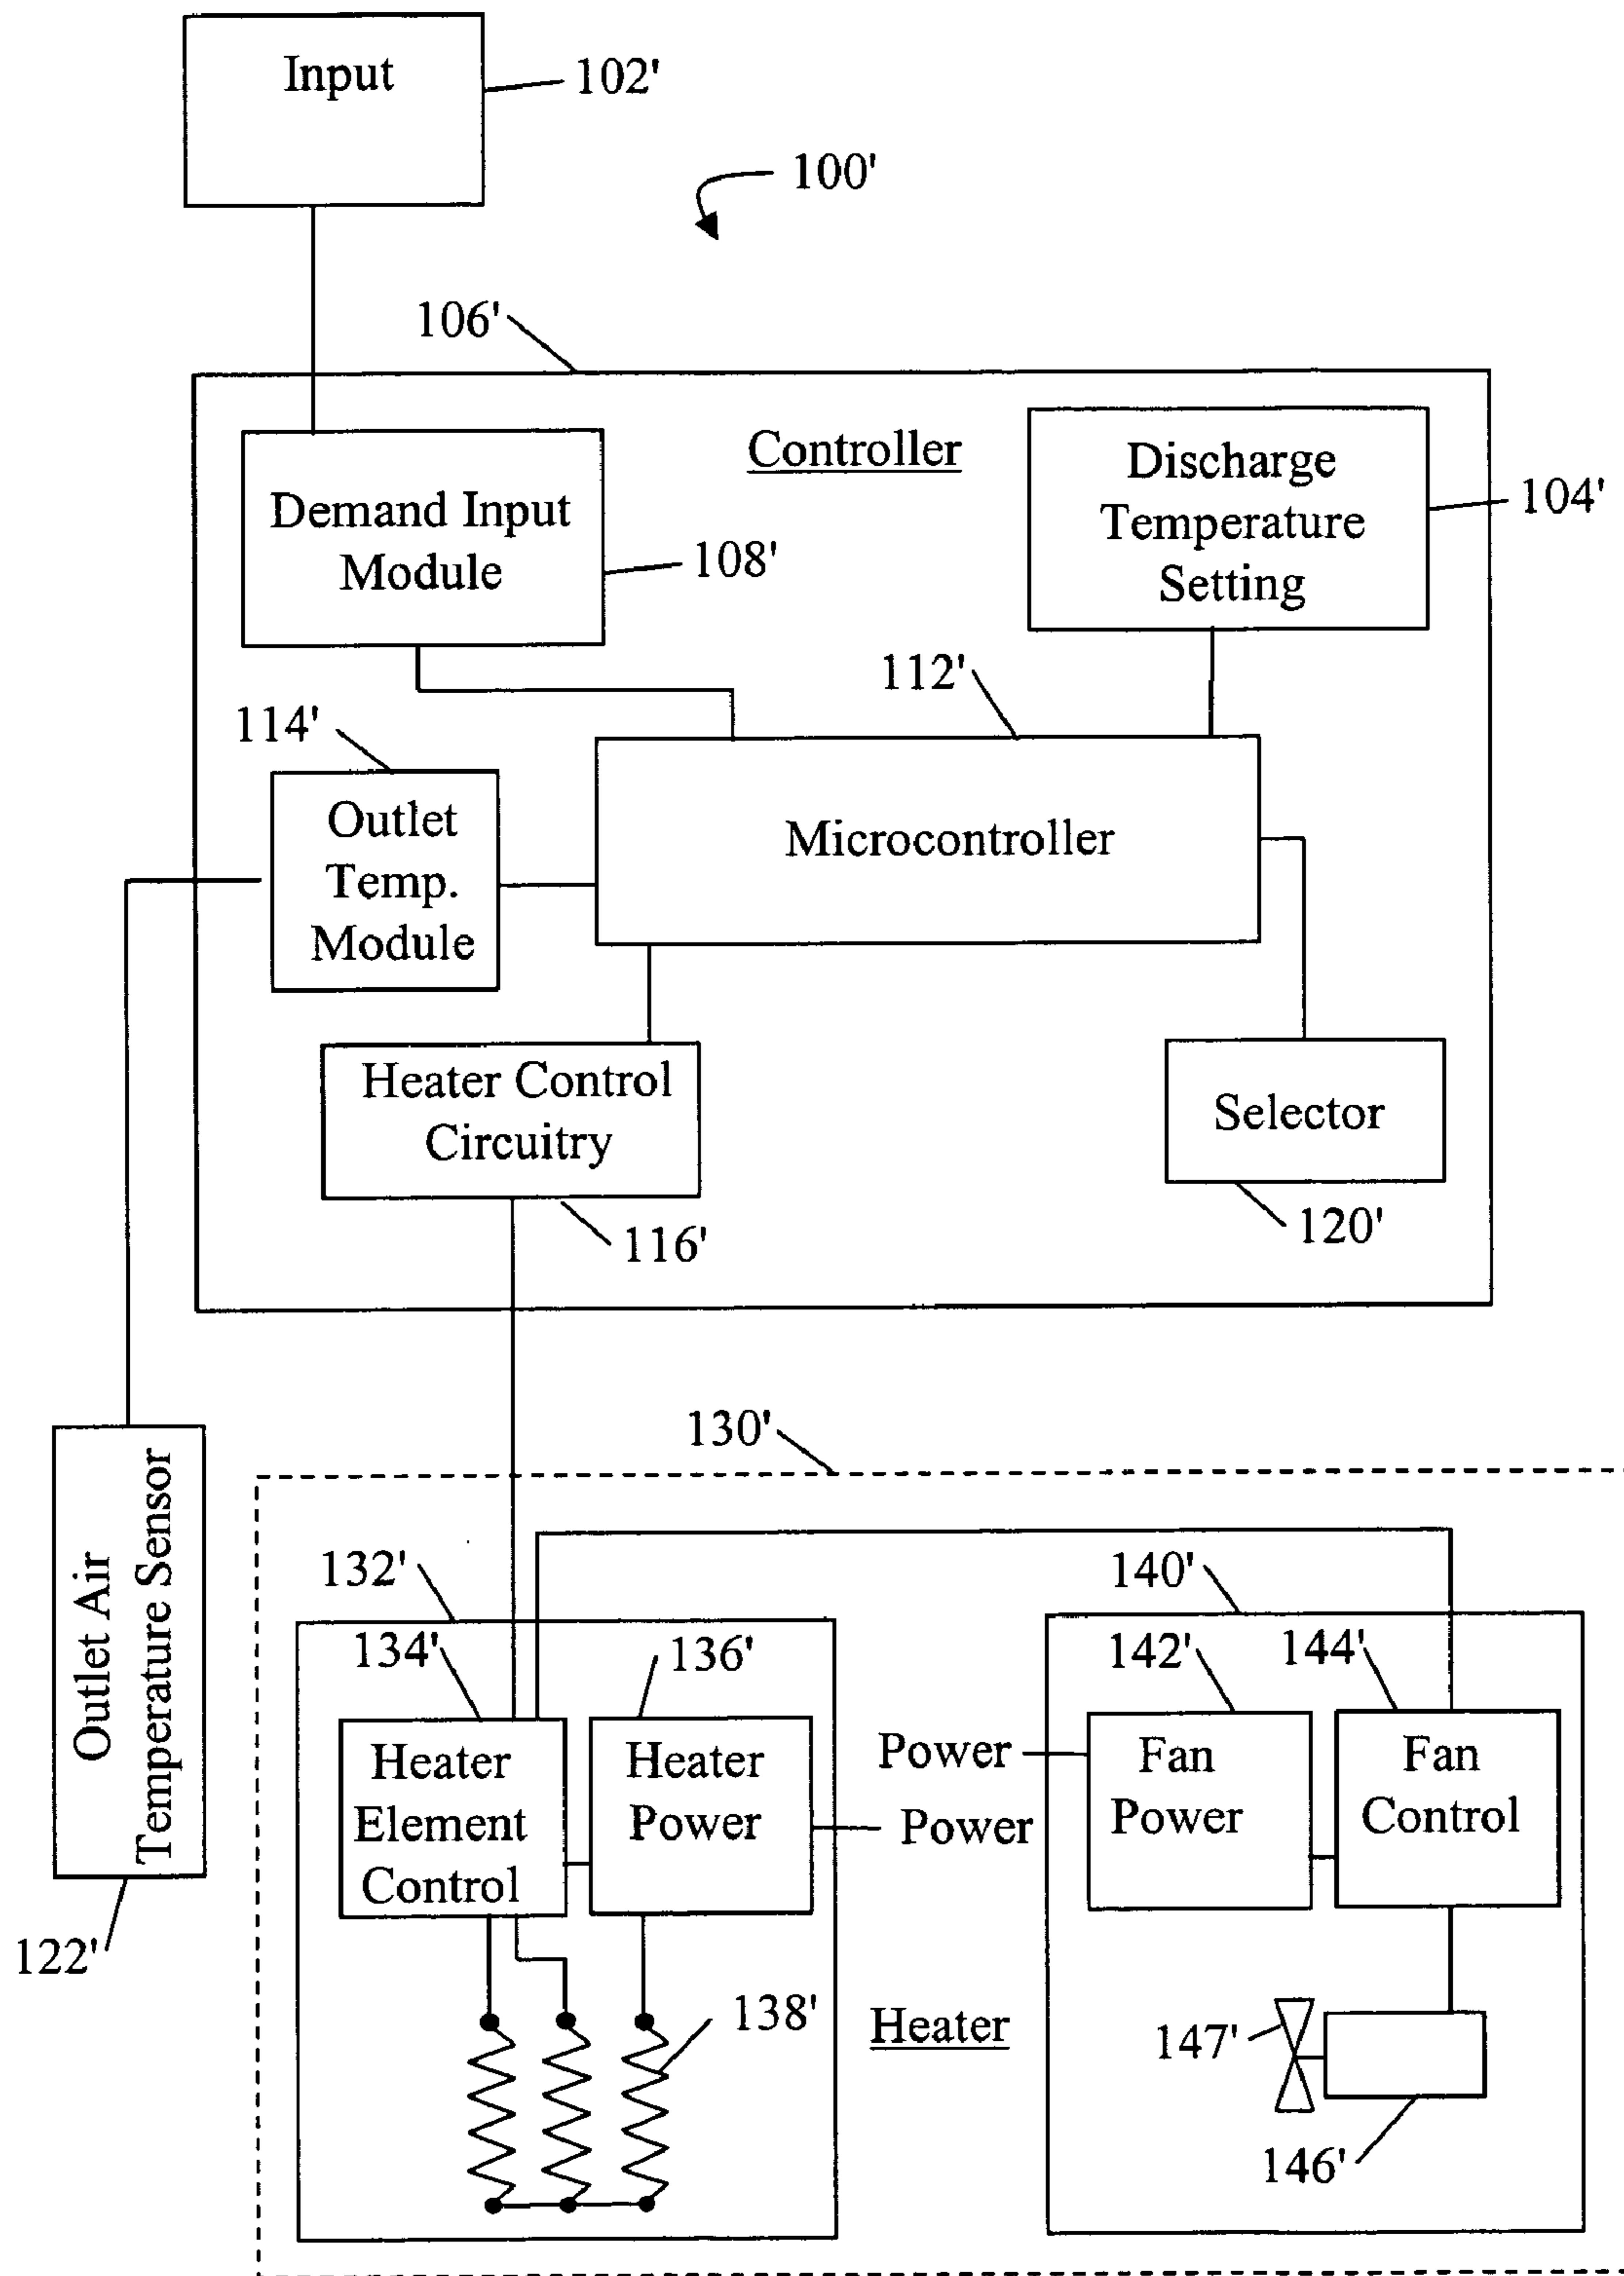 Input
102'
100'
106'
Controller
Discharge
Temperature
Setting
104'
Demand Input
Module
108'
112'
114'
Outlet
Temp.
Module
Microcontroller
Heater Control
Circuitry
116'
Selector
120'
130'
Outlet Air
Temperature Sensor
122'
132'
134'
136'
140'
142'
144'
Heater
Element
Control
Heater
Power
Power
Power
Fan
Power
Fan
Control
138'
Heater
147'
146'